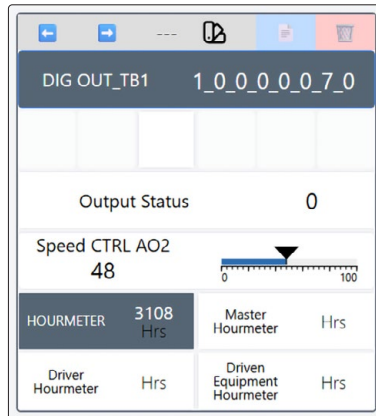 ---
DIG OUT_TB1 1_0_0_0_0_7_0
Output Status 0
Speed CTRL AO2
48
0 100
HOURMETER 3108 Hrs
Master Hourmeter Hrs
Driver Hourmeter Hrs
Driven Equipment Hourmeter Hrs